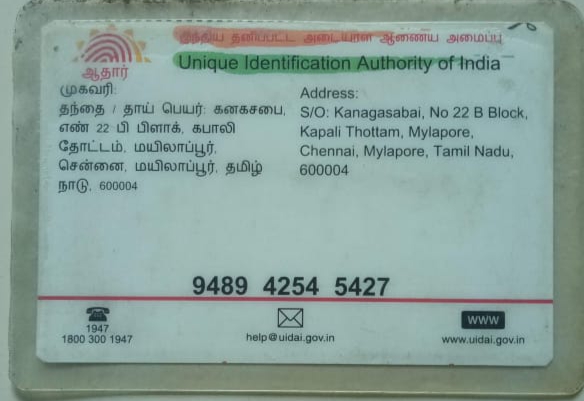 இந்திய தனிப்பட்ட அடையாள ஆணைய அமைப்பு
Unique Identification Authority of India
ஆதார்
முகவரி:
தந்தை / தாய் பெயர்: கனகசபை,
எண் 22 பி பிளாக், கபாலி
தோட்டம், மயிலாப்பூர்,
சென்னை, மயிலாப்பூர், தமிழ்
நாடு, 600004
Address:
S/O: Kanagasabai, No 22 B Block,
Kapali Thottam, Mylapore,
Chennai, Mylapore, Tamil Nadu,
600004
9489 4254 5427
1947
1800 300 1947
help@uidai.gov.in
WWW
www.uidai.gov.in